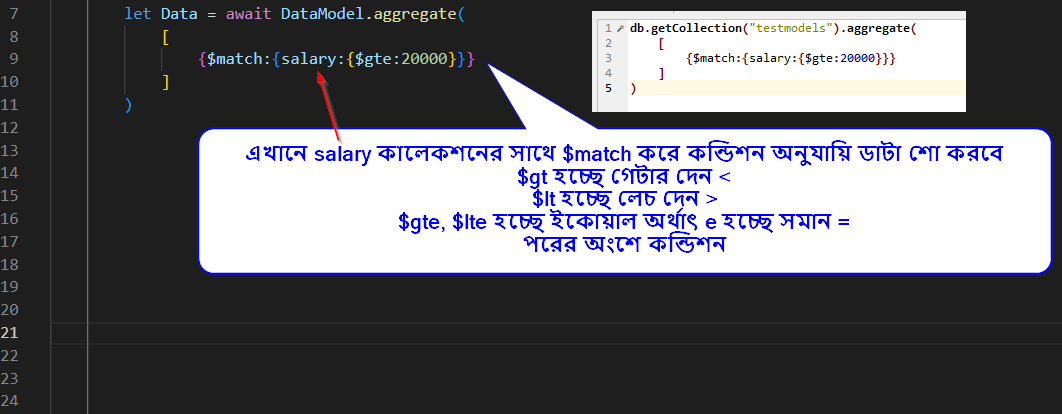 7 let Data = await DataModel.aggregate(
8 [
9 {$match:{salary:{$gte:20000}}}
10 ]
11 )
12
13
14
15
16
17
18
19
20
21
22
23
24
1 db.getCollection("testmodels").aggregate(
2 [
3 {$match:{salary:{$gte:20000}}}
4 ]
5 )
এখানে salary কালেকশনের সাথে $match করে কন্ডিশন অনুযায়ি ডাটা শো করবে
$gt হচ্ছে গেটার দেন <
$lt হচ্ছে লেচ দেন >
$gte, $lte হচ্ছে ইকোয়াল অর্থাৎ e হচ্ছে সমান =
পরের অংশে কন্ডিশন